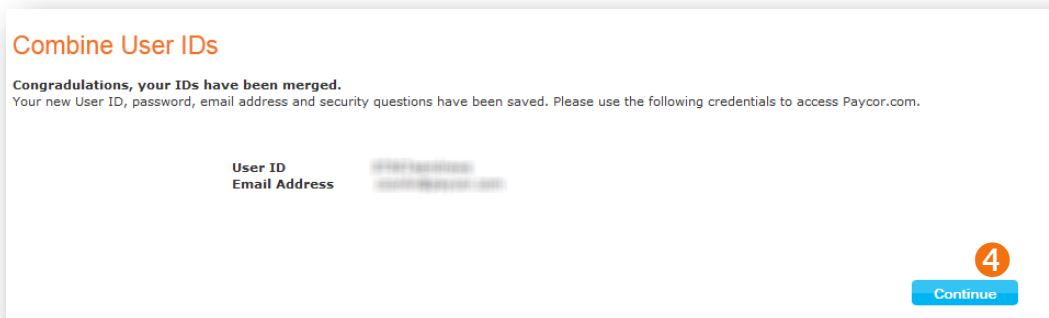 Combine User IDs
Congradulations, your IDs have been merged.
Your new User ID, password, email address and security questions have been saved. Please use the following credentials to access Paycor.com.
User ID
Email Address
4
Continue